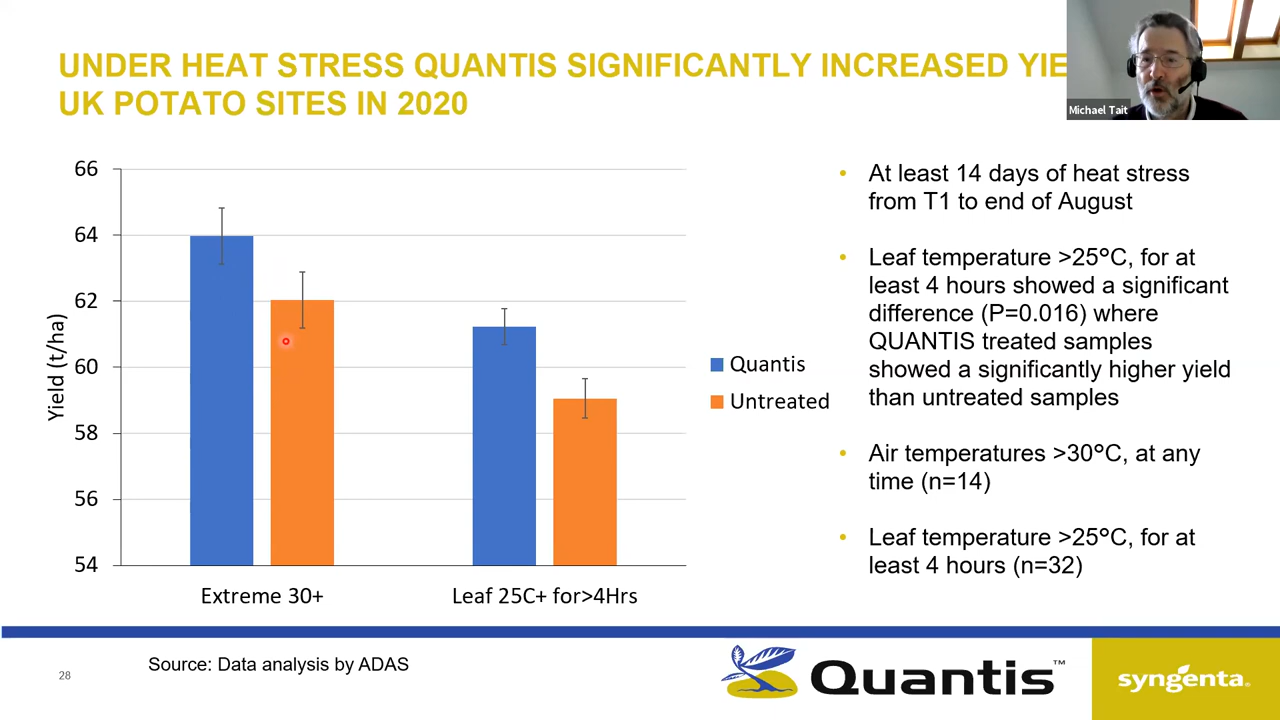 UNDER HEAT STRESS QUANTIS SIGNIFICANTLY INCREASED
UK POTATO SITES IN 2020
Michael Tait
66
64
62
60
58
56
54
Yield (t/ha)
Extreme 30+
Leaf 25C+ for>4Hrs
Quantis
Untreated
• At least 14 days of heat stress
from T1 to end of August
• Leaf temperature >25°C, for at
least 4 hours showed a significant
difference (P=0.016) where
QUANTIS treated samples
showed a significantly higher yield
than untreated samples
• Air temperatures >30°C, at any
time (n=14)
• Leaf temperature >25°C, for at
least 4 hours (n=32)
28
Source: Data analysis by ADAS
Quantis™
syngenta®